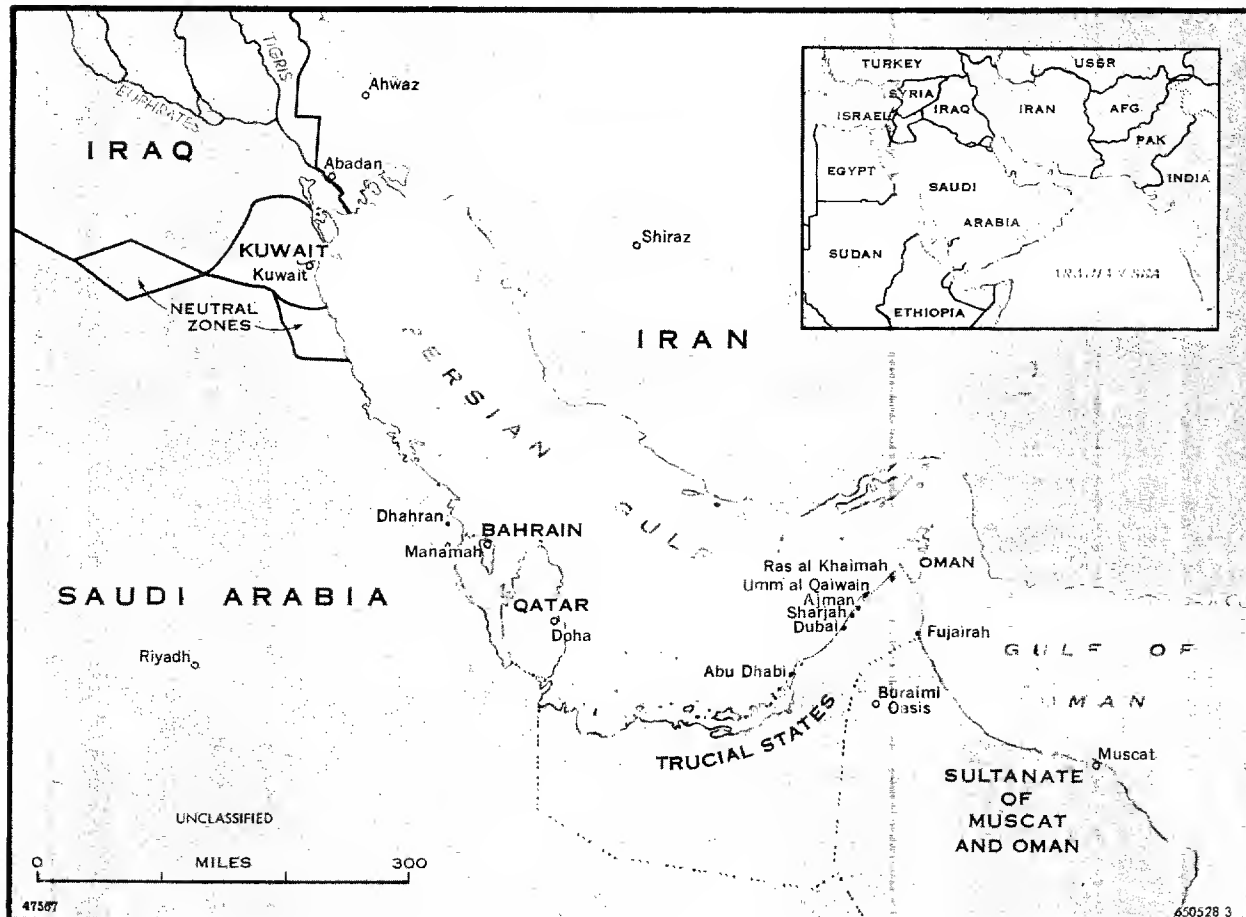 TIGRIS
EUPHRATES
Ahwaz
IRAQ
Abadan
KUWAIT
Kuwait
NEUTRAL
ZONES
Shiraz
IRAN
PERSIAN GULF
Dhahran
BAHRAIN
Manamah
SAUDI ARABIA
QATAR
Doha
Riyadh
Ras al Khaimah
Umm al Qaiwain
Ajman
Sharjah
Dubai
OMAN
Fujairah
GULF OF
OMAN
Abu Dhabi
Buraimi
Oasis
TRUCIAL STATES
Muscat
SULTANATE
OF
MUSCAT
AND OMAN
UNCLASSIFIED
0 MILES 300
47567
650528 3
TURKEY
USSR
SYRIA
ISRAEL
IRAQ
IRAN
AFG.
PAK
INDIA
EGYPT
SAUDI
ARABIA
SUDAN
ARABIAN SEA
ETHIOPIA